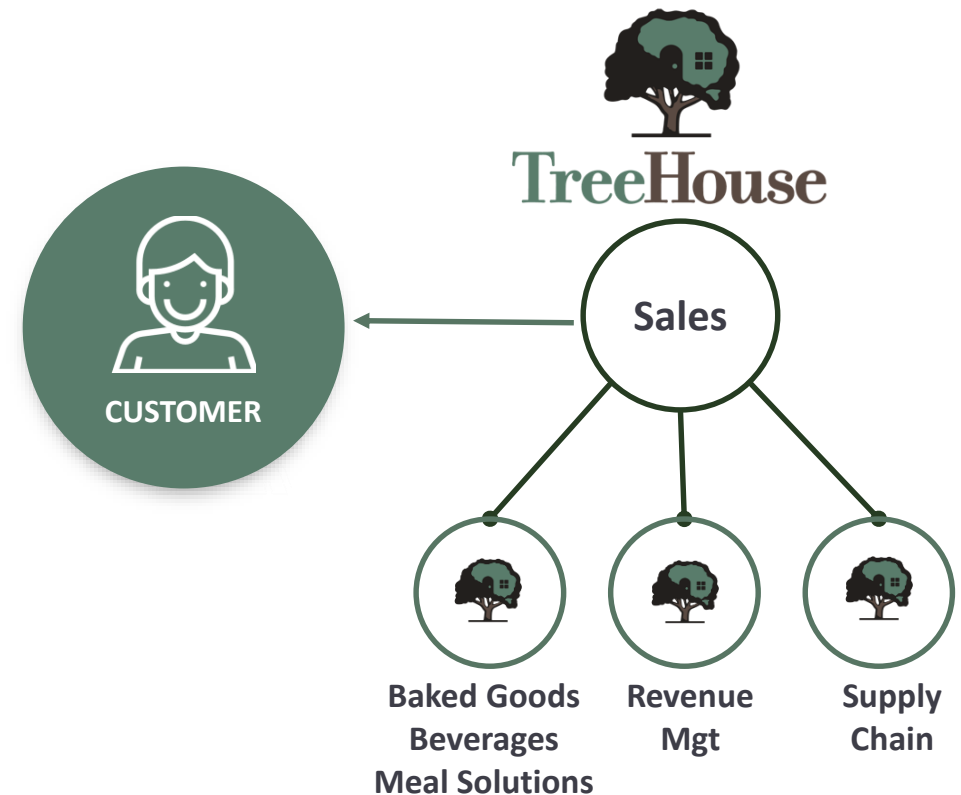 TreeHouse
Sales
CUSTOMER
Baked Goods
Beverages
Meal Solutions
Revenue
Mgt
Supply
Chain